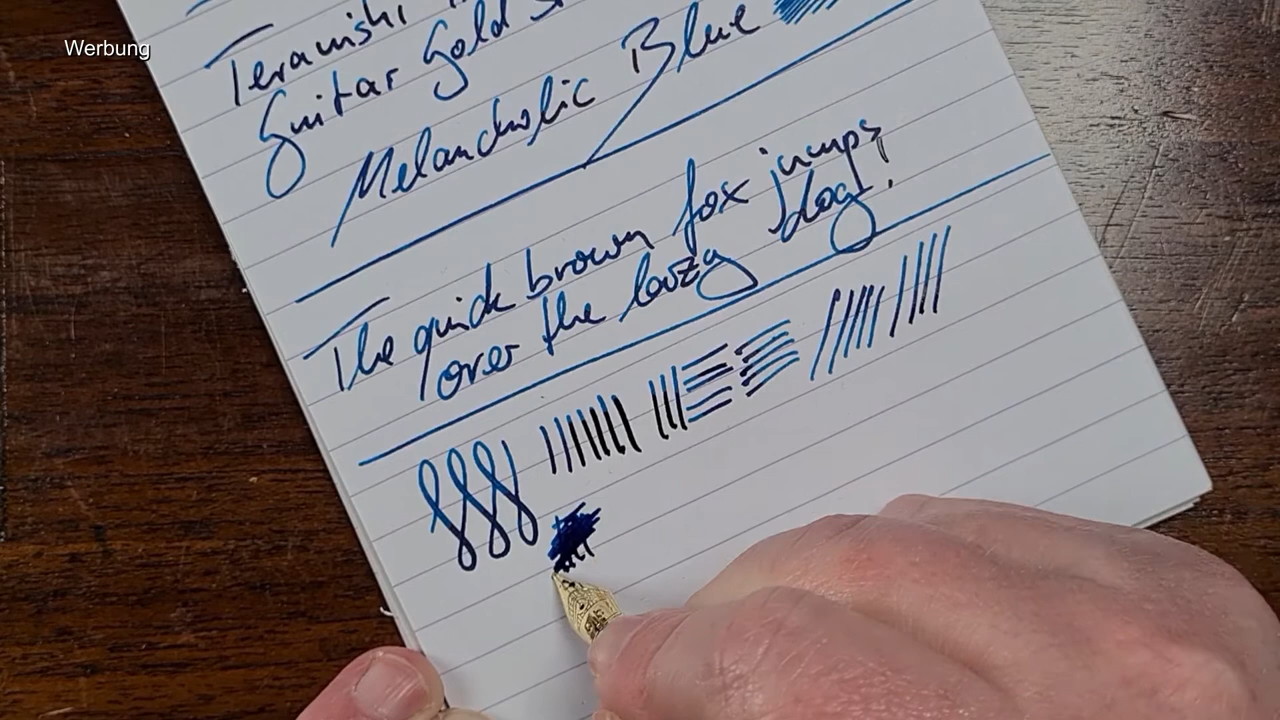 Werbung
Teranishi
Guitar Gold
Melancholic Blue
The quick brown fox jumps
over the lazy dog!